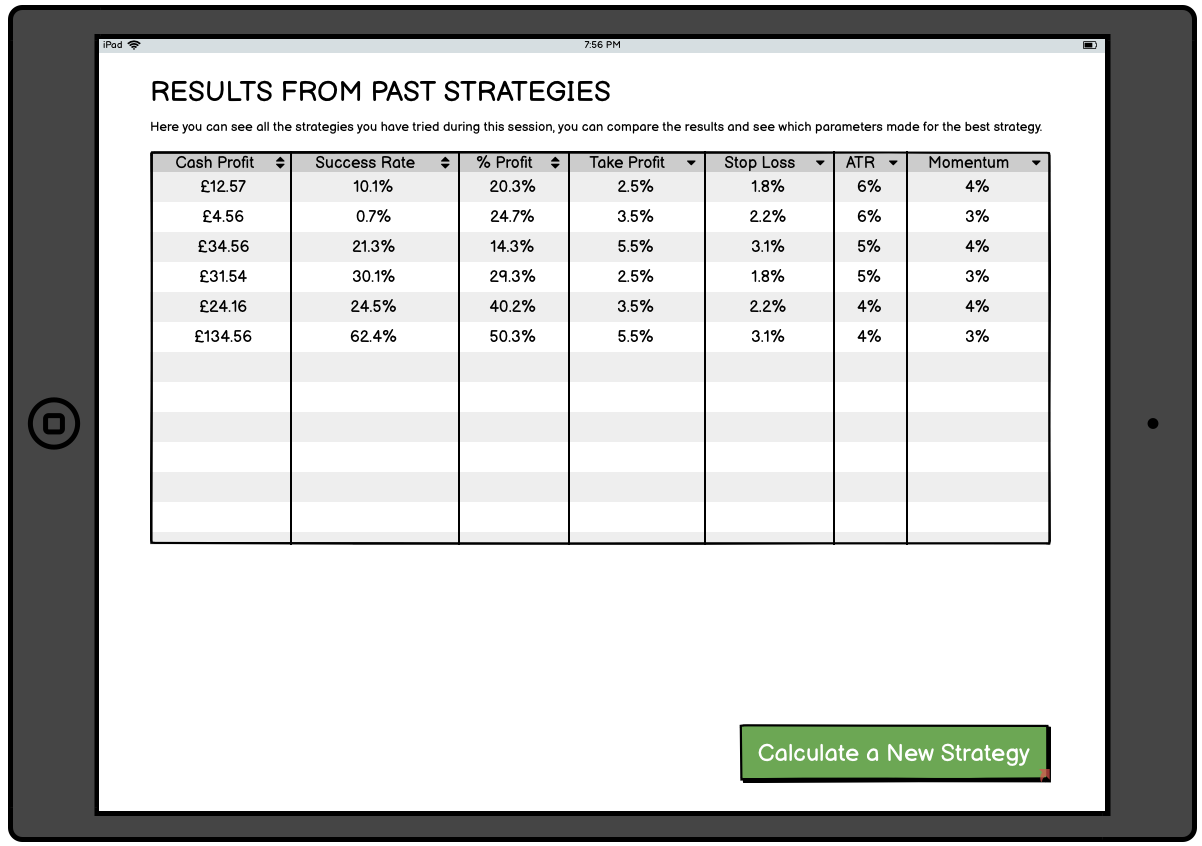 iPad 7:56 PM
RESULTS FROM PAST STRATEGIES
Here you can see all the strategies you have tried during this session, you can compare the results and see which parameters made for the best strategy.
Cash Profit Success Rate % Profit Take Profit Stop Loss ATR Momentum
£12.57 10.1% 20.3% 2.5% 1.8% 6% 4%
£4.56 0.7% 24.7% 3.5% 2.2% 6% 3%
£34.56 21.3% 14.3% 5.5% 3.1% 5% 4%
£31.54 30.1% 29.3% 2.5% 1.8% 5% 3%
£24.16 24.5% 40.2% 3.5% 2.2% 4% 4%
£134.56 62.4% 50.3% 5.5% 3.1% 4% 3%
Calculate a New Strategy